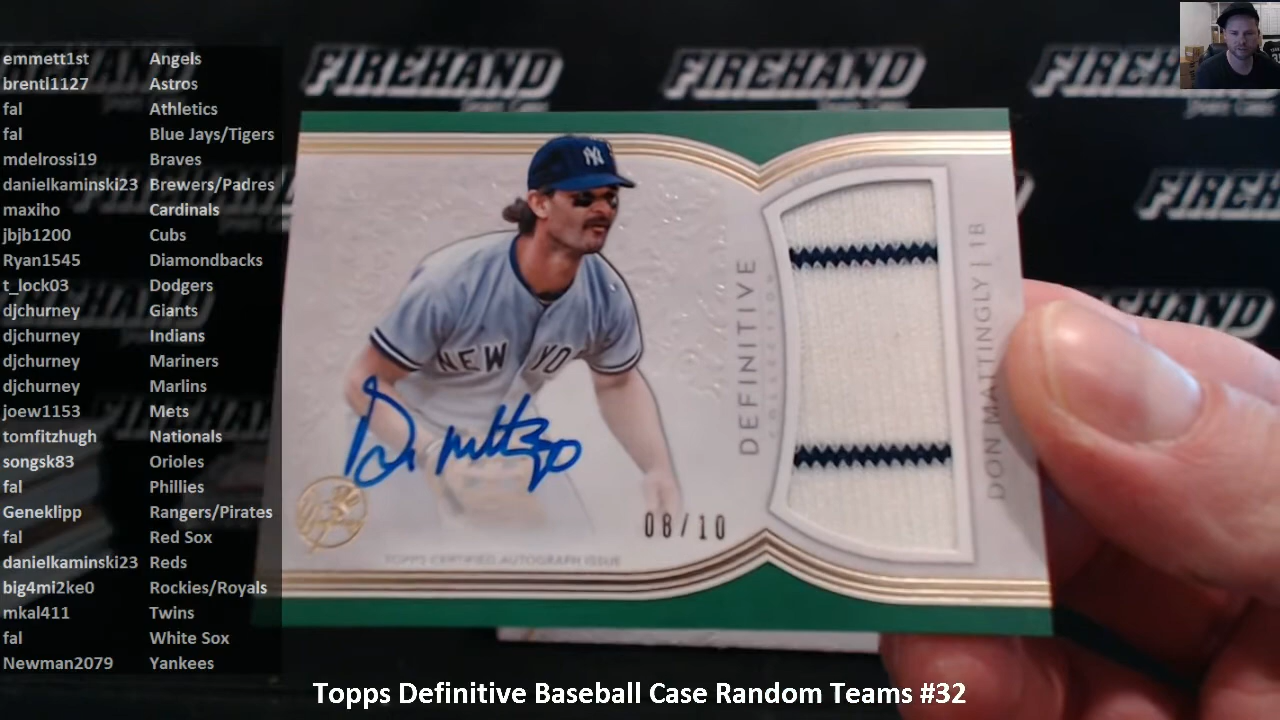 emmett1st Angels
brentl1127 Astros
fal Athletics
fal Blue Jays/Tigers
mdelrossi19 Braves
danielkaminski23 Brewers/Padres
maxiho Cardinals
jbjb1200 Cubs
Ryan1545 Diamondbacks
t_lock03 Dodgers
djchurney Giants
djchurney Indians
djchurney Mariners
djchurney Marlins
joew1153 Mets
tomfitzhugh Nationals
songsk83 Orioles
fal Phillies
Geneklipp Rangers/Pirates
fal Red Sox
danielkaminski23 Reds
big4mi2ke0 Rockies/Royals
mkal411 Twins
fal White Sox
Newman2079 Yankees
FIREHAND
FIREHAND
FIREHAND
FIREH
NY
NEW YO
08/10
TOPPS CERTIFIED AUTOGRAPH ISSUE
DEFINITIVE
COLLECTION
DON MATTINGLY | 1B
Topps Definitive Baseball Case Random Teams #32